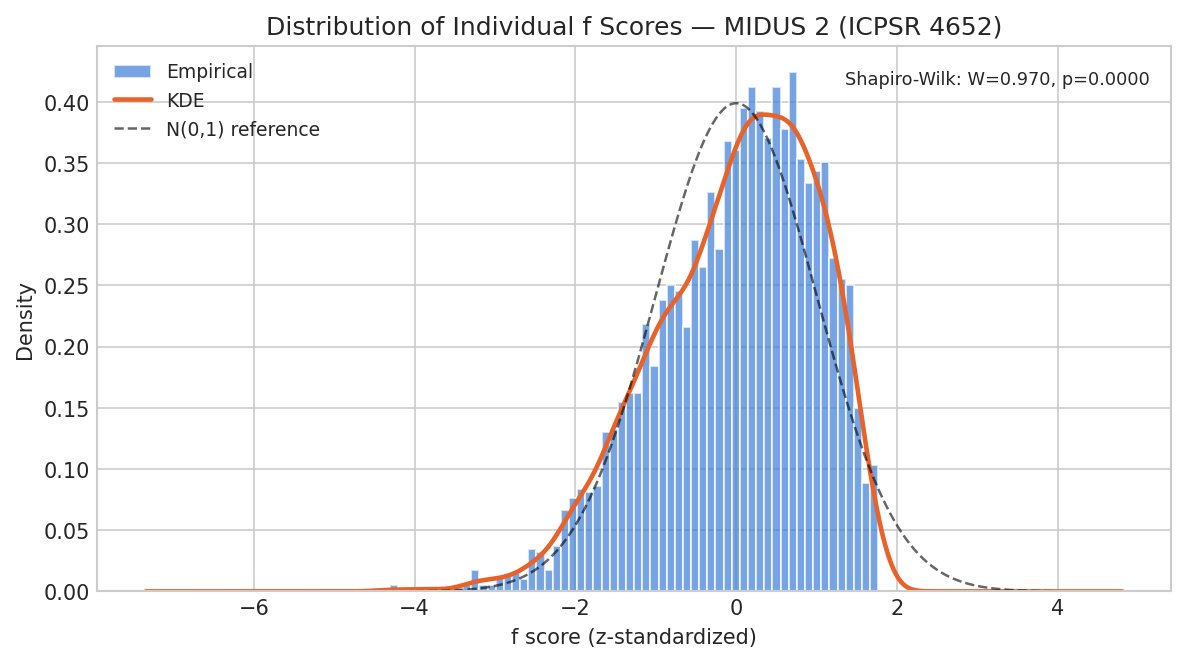 Distribution of Individual f Scores — MIDUS 2 (ICPSR 4652)
Empirical
KDE
N(0,1) reference
Shapiro-Wilk: W=0.970, p=0.0000
Density
0.40
0.35
0.30
0.25
0.20
0.15
0.10
0.05
0.00
−6
−4
−2
0
2
4
f score (z-standardized)